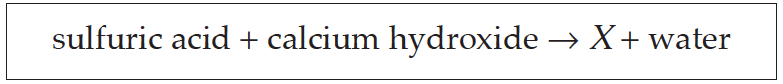 sulfuric acid + calcium hydroxide → X + water